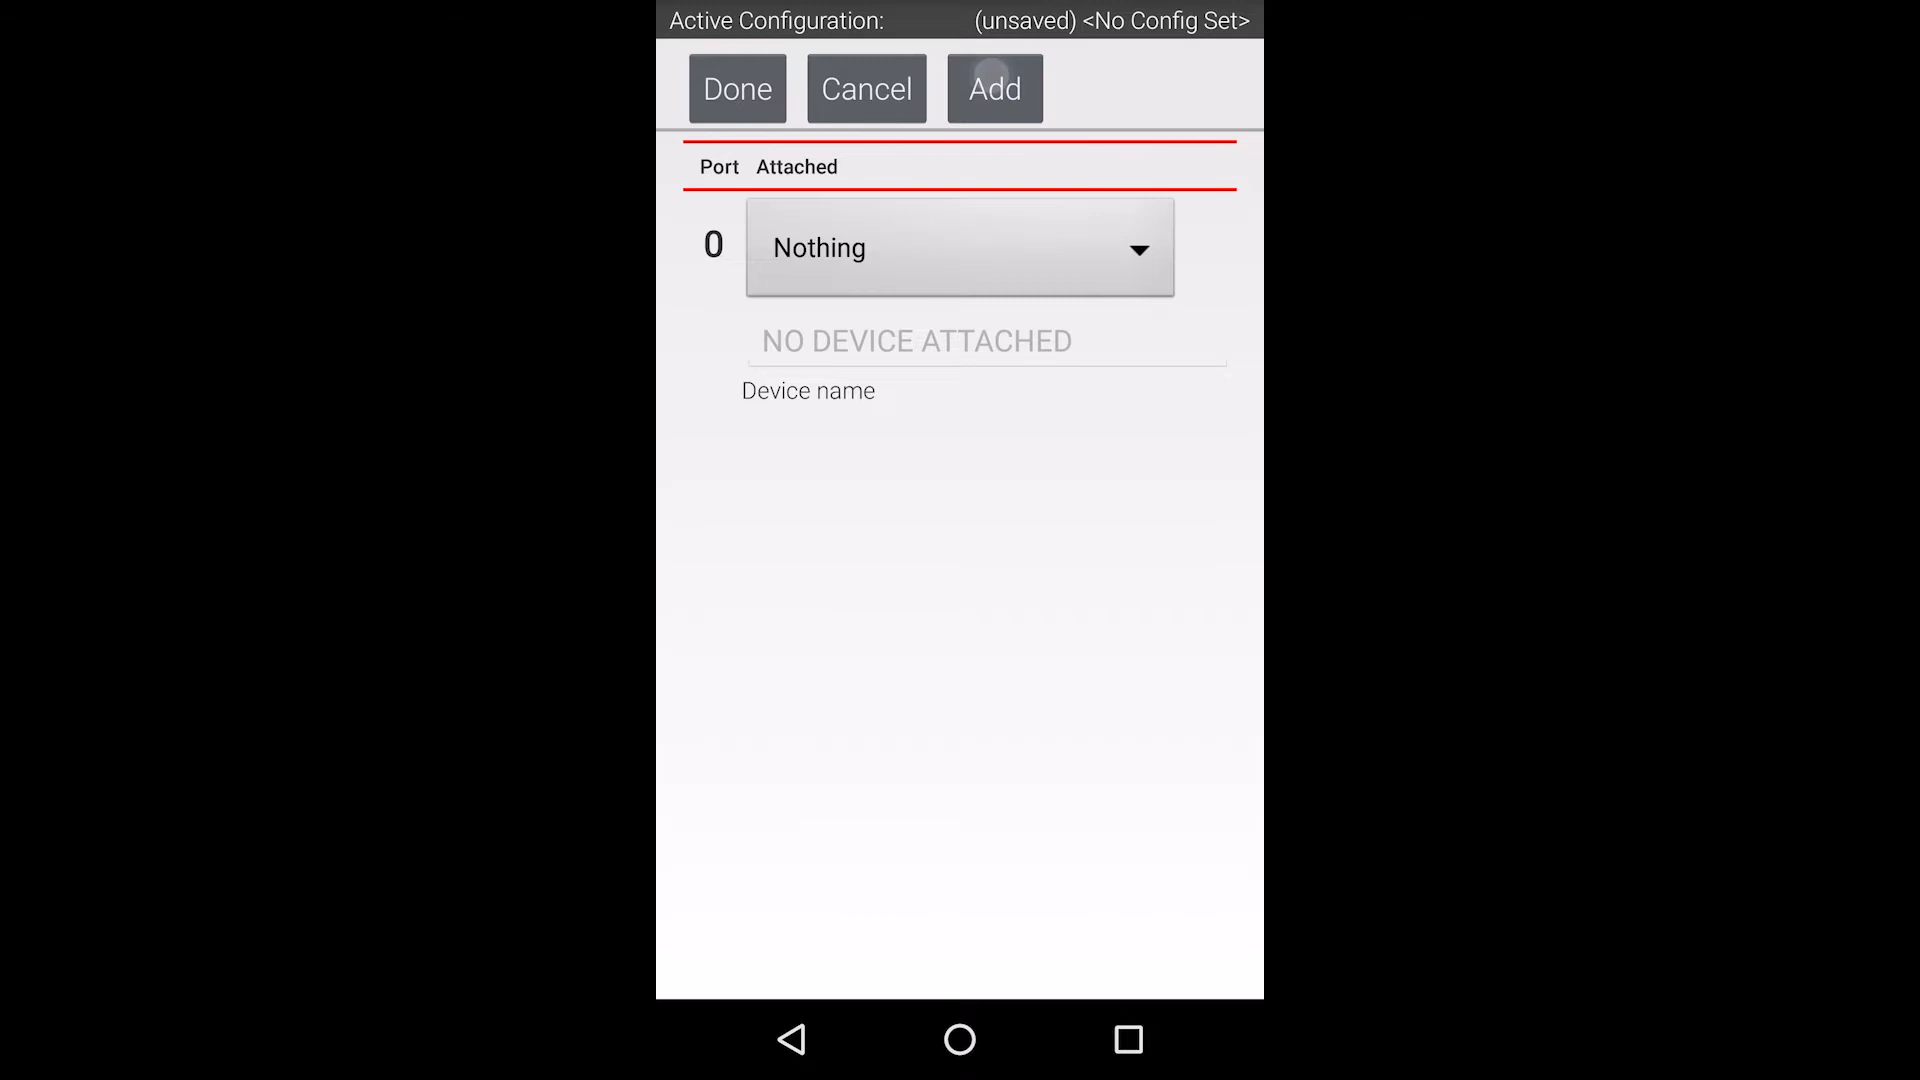 Active Configuration: (unsaved) <No Config Set>
Done Cancel Add
Port Attached
0 Nothing
NO DEVICE ATTACHED
Device name